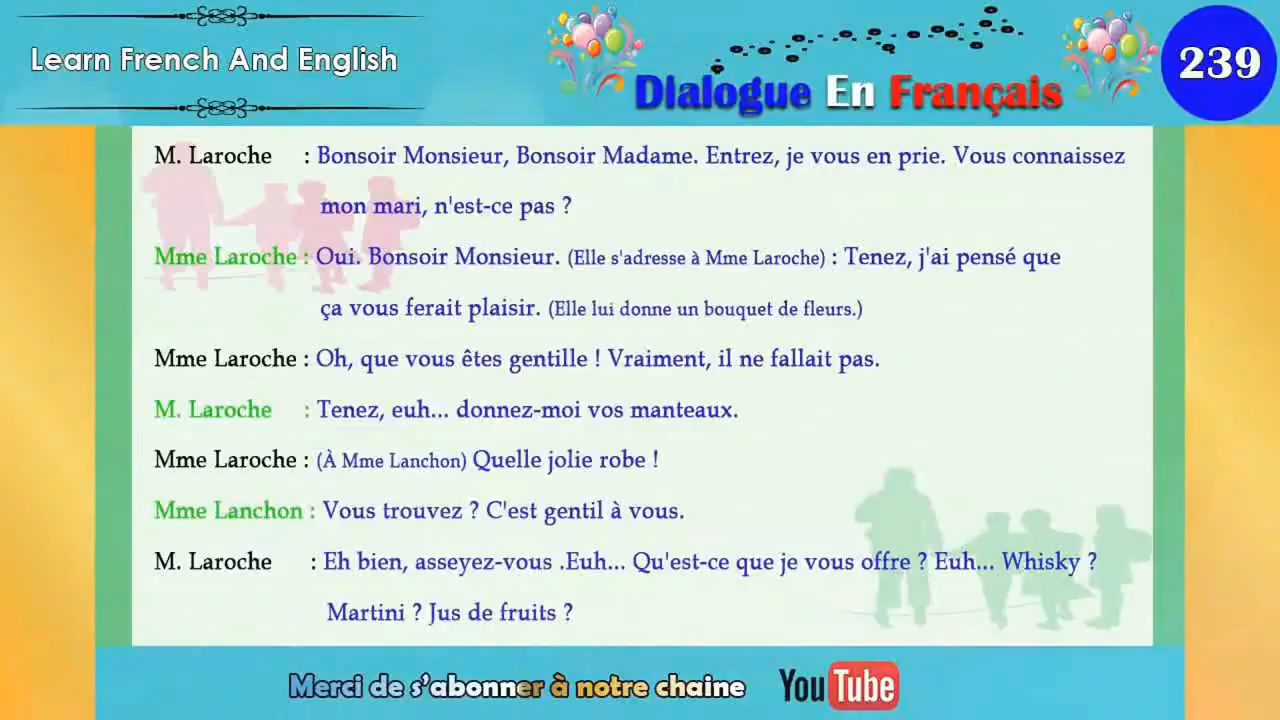 Learn French And English
Dialogue En Français
239
M. Laroche : Bonsoir Monsieur, Bonsoir Madame. Entrez, je vous en prie. Vous connaissez
mon mari, n'est-ce pas ?
Mme Laroche : Oui. Bonsoir Monsieur. (Elle s'adresse à Mme Laroche) : Tenez, j'ai pensé que
ça vous ferait plaisir. (Elle lui donne un bouquet de fleurs.)
Mme Laroche : Oh, que vous êtes gentille ! Vraiment, il ne fallait pas.
M. Laroche : Tenez, euh... donnez-moi vos manteaux.
Mme Laroche : (À Mme Lanchon) Quelle jolie robe !
Mme Lanchon : Vous trouvez ? C'est gentil à vous.
M. Laroche : Eh bien, asseyez-vous .Euh... Qu'est-ce que je vous offre ? Euh... Whisky ?
Martini ? Jus de fruits ?
Merci de s'abonner à notre chaine YouTube